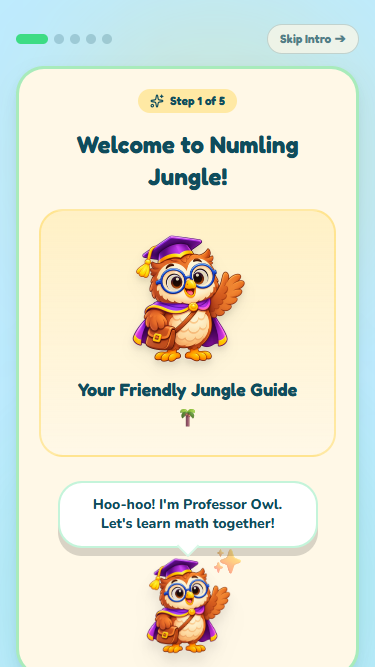 Skip Intro ➔
Step 1 of 5
Welcome to Numling
Jungle!
Your Friendly Jungle Guide
🌴
Hoo-hoo! I'm Professor Owl.
Let's learn math together!